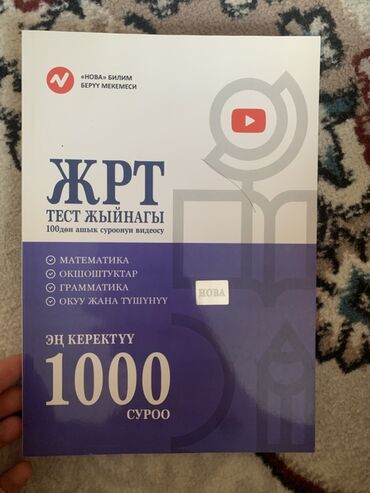 «НОВА» БИЛИМ
БЕРҮҮ МЕКЕМЕСИ
ЖРТ
ТЕСТ ЖЫЙНАГЫ
100дөн ашык суроонун видеосу
МАТЕМАТИКА
ОКШОШТУКТАР
ГРАММАТИКА
ОКУУ ЖАНА ТҮШҮНҮҮ
НОВА
ЭҢ КЕРЕКТҮҮ
1000
СУРОО